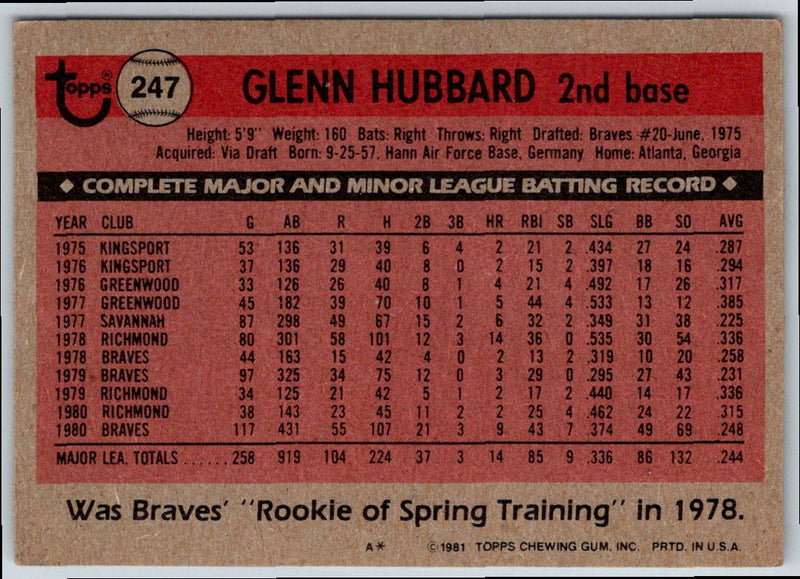 topps® 247 GLENN HUBBARD 2nd base
Height: 5'9" Weight: 160 Bats: Right Throws: Right Drafted: Braves #20-June, 1975
Acquired: Via Draft Born: 9-25-57, Hann Air Force Base, Germany Home: Atlanta, Georgia
◆ COMPLETE MAJOR AND MINOR LEAGUE BATTING RECORD ◆
YEAR CLUB G AB R H 2B 3B HR RBI SB SLG BB SO AVG
1975 KINGSPORT 53 136 31 39 6 4 2 21 2 .434 27 24 .287
1976 KINGSPORT 37 136 29 40 8 0 2 15 2 .397 18 16 .294
1976 GREENWOOD 33 126 26 40 8 1 4 21 4 .492 17 26 .317
1977 GREENWOOD 45 182 39 70 10 1 5 44 4 .533 13 12 .385
1977 SAVANNAH 87 298 49 67 15 2 6 32 2 .349 31 38 .225
1978 RICHMOND 80 301 58 101 12 3 14 36 0 .535 30 54 .336
1978 BRAVES 44 163 15 42 4 0 2 13 2 .319 10 20 .258
1979 BRAVES 97 325 34 75 12 0 3 29 0 .295 27 43 .231
1979 RICHMOND 34 125 21 42 5 1 2 14 2 .440 14 17 .336
1980 RICHMOND 38 143 23 45 11 2 2 25 4 .462 24 22 .315
1980 BRAVES 117 431 55 107 21 3 9 43 7 .374 49 69 .248
MAJOR LEA. TOTALS ...... 258 919 104 224 37 3 14 85 9 .336 86 132 .244
Was Braves' "Rookie of Spring Training" in 1978.
A* ©1981 TOPPS CHEWING GUM, INC. PRTD. IN U.S.A.